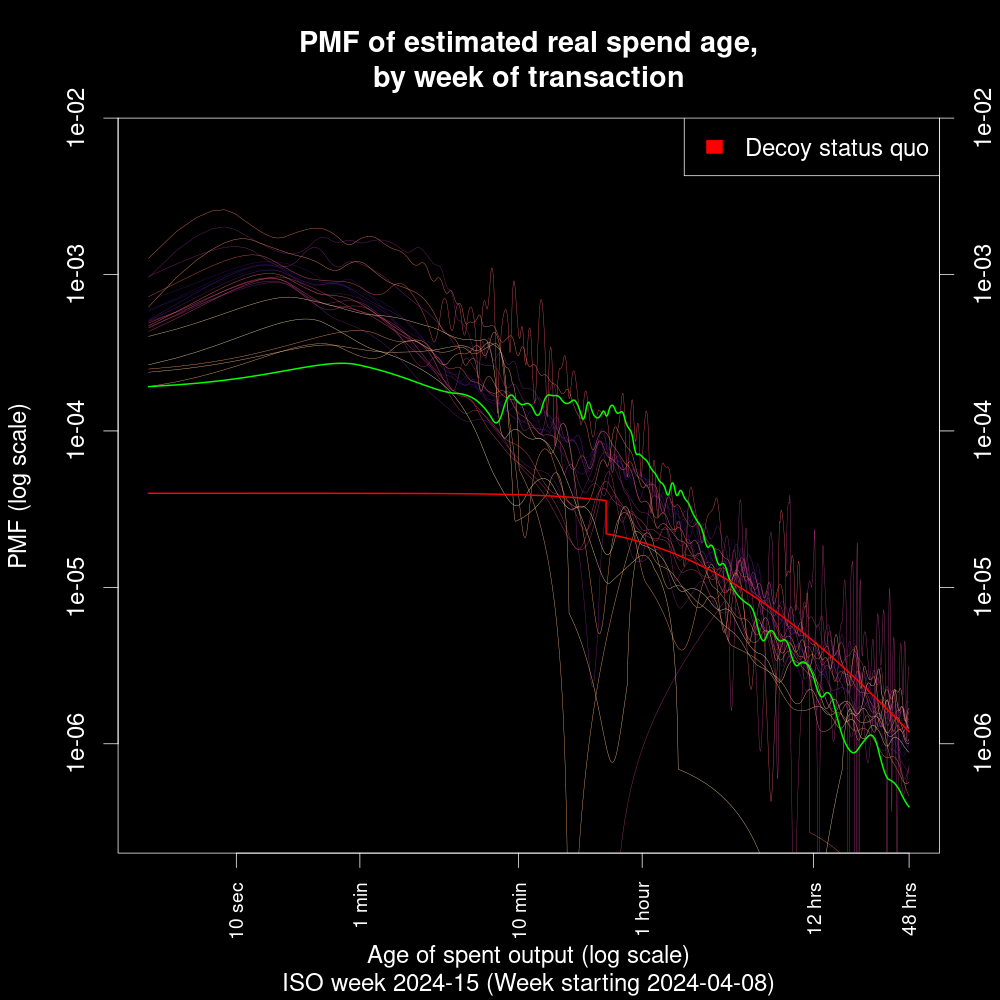 PMF of estimated real spend age,
by week of transaction
Decoy status quo
PMF (log scale)
1e-02
1e-03
1e-04
1e-05
1e-06
1e-02
1e-03
1e-04
1e-05
1e-06
10 sec
1 min
10 min
1 hour
12 hrs
48 hrs
Age of spent output (log scale)
ISO week 2024-15 (Week starting 2024-04-08)